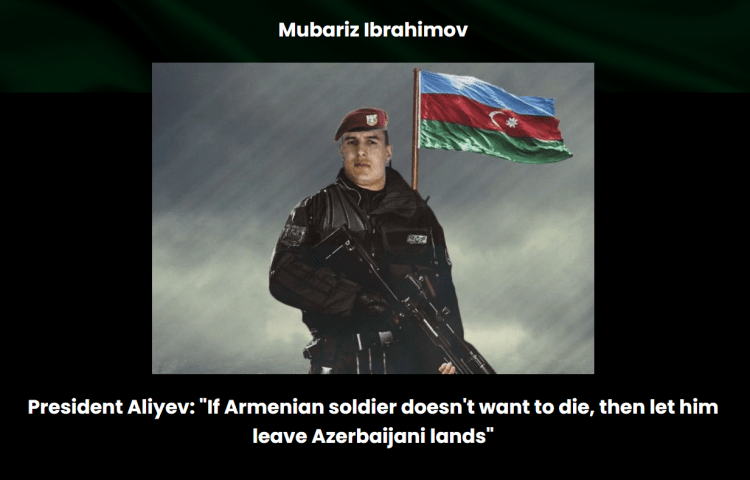 Mubariz Ibrahimov
President Aliyev: "If Armenian soldier doesn't want to die, then let him
leave Azerbaijani lands"